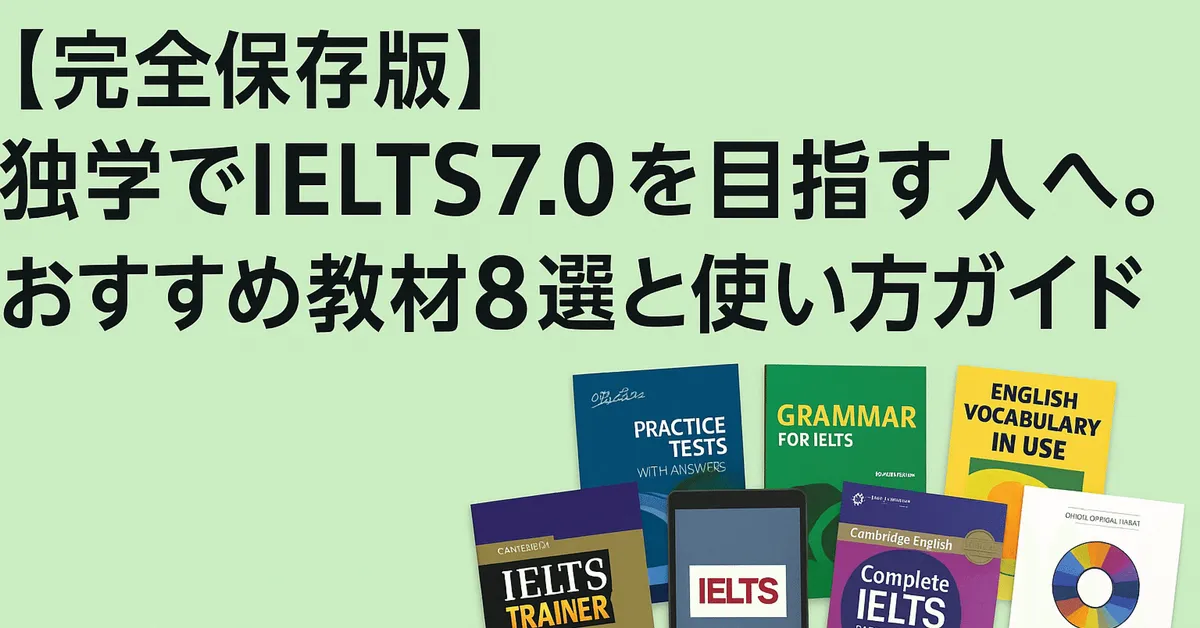 【完全保存版】
独学でIELTS7.0を目指す人へ。
おすすめ教材8選と使い方ガイド
PRACTICE
TESTS
WITH ANSWERS
GRAMMAR
FOR IELTS
ENGLISH
VOCABULARY
IN USE
IELTS
TRAINER
IELTS
Cambridge English
Complete
IELTS